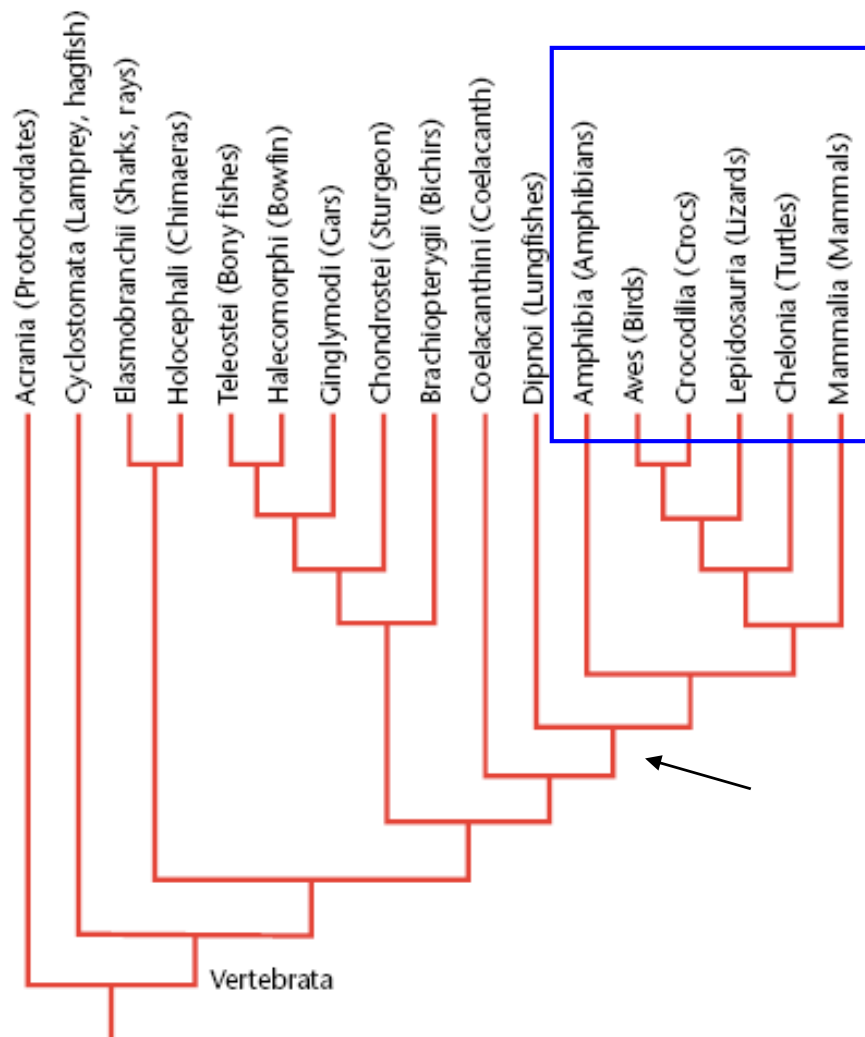 Acrania (Protochordates)
Cyclostomata (Lamprey, hagfish)
Elasmobranchii (Sharks, rays)
Holocephali (Chimaeras)
Teleostei (Bony fishes)
Halecomorphi (Bowfin)
Ginglymodi (Gars)
Chondrostei (Sturgeon)
Brachiopterygii (Bichirs)
Coelacanthini (Coelacanth)
Dipnoi (Lungfishes)
Amphibia (Amphibians)
Aves (Birds)
Crocodilia (Crocs)
Lepidosauria (Lizards)
Chelonia (Turtles)
Mammalia (Mammals)
Vertebrata